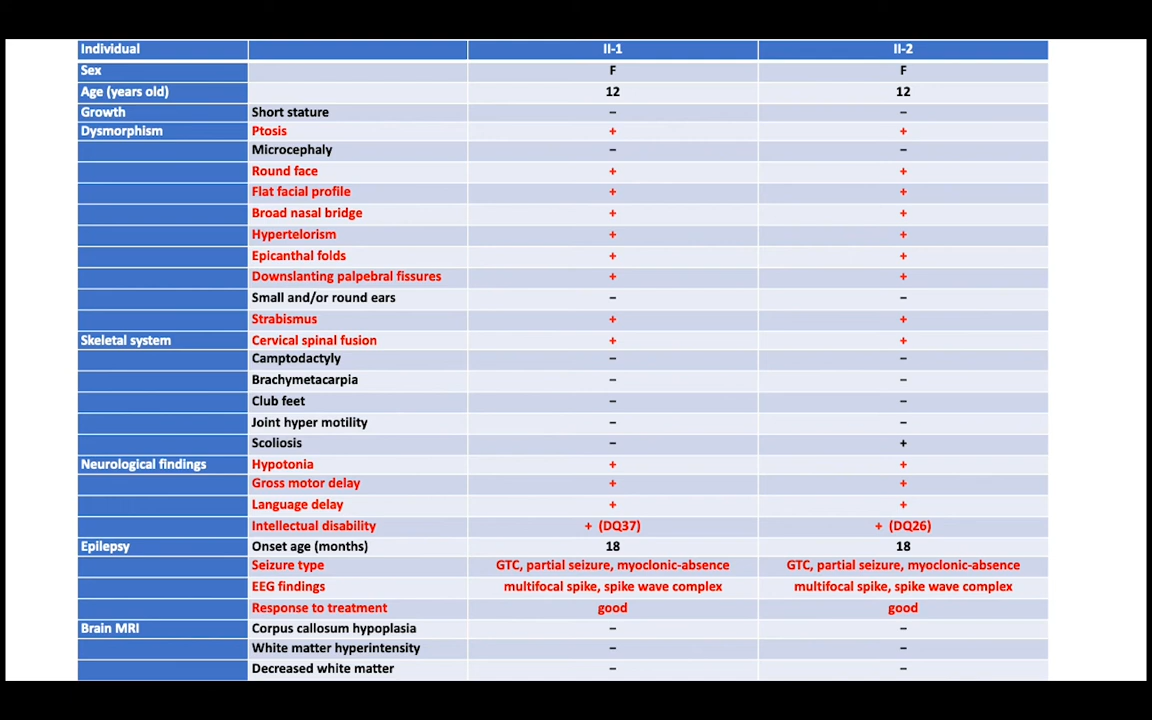 Individual II-1 II-2
Sex F F
Age (years old) 12 12
Growth Short stature – –
Dysmorphism Ptosis + +
Microcephaly – –
Round face + +
Flat facial profile + +
Broad nasal bridge + +
Hypertelorism + +
Epicanthal folds + +
Downslanting palpebral fissures + +
Small and/or round ears – –
Strabismus + +
Skeletal system Cervical spinal fusion + +
Camptodactyly – –
Brachymetacarpia – –
Club feet – –
Joint hyper motility – –
Scoliosis – +
Neurological findings Hypotonia + +
Gross motor delay + +
Language delay + +
Intellectual disability + (DQ37) + (DQ26)
Epilepsy Onset age (months) 18 18
Seizure type GTC, partial seizure, myoclonic-absence GTC, partial seizure, myoclonic-absence
EEG findings multifocal spike, spike wave complex multifocal spike, spike wave complex
Response to treatment good good
Brain MRI Corpus callosum hypoplasia – –
White matter hyperintensity – –
Decreased white matter – –